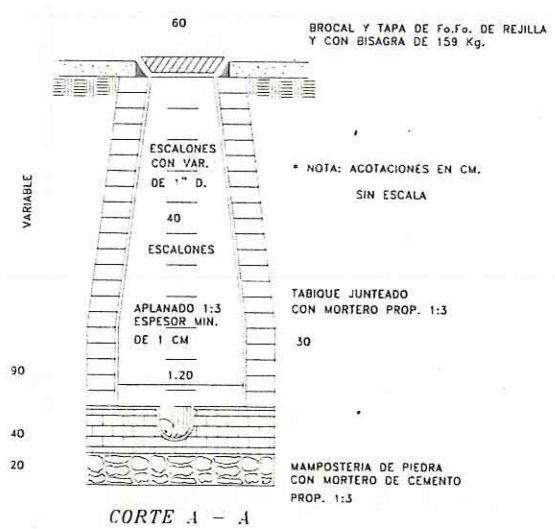 60
BROCAL Y TAPA DE Fo.Fo. DE REJILLA
Y CON BISAGRA DE 159 Kg.
ESCALONES
CON VAR.
DE 1" D.
* NOTA: ACOTACIONES EN CM.
SIN ESCALA
VARIABLE
40
ESCALONES
APLANADO 1:3
ESPESOR MIN.
DE 1 CM
TABIQUE JUNTEADO
CON MORTERO PROP. 1:3
30
90
1.20
40
20
MAMPOSTERIA DE PIEDRA
CON MORTERO DE CEMENTO
PROP. 1:3
CORTE A - A